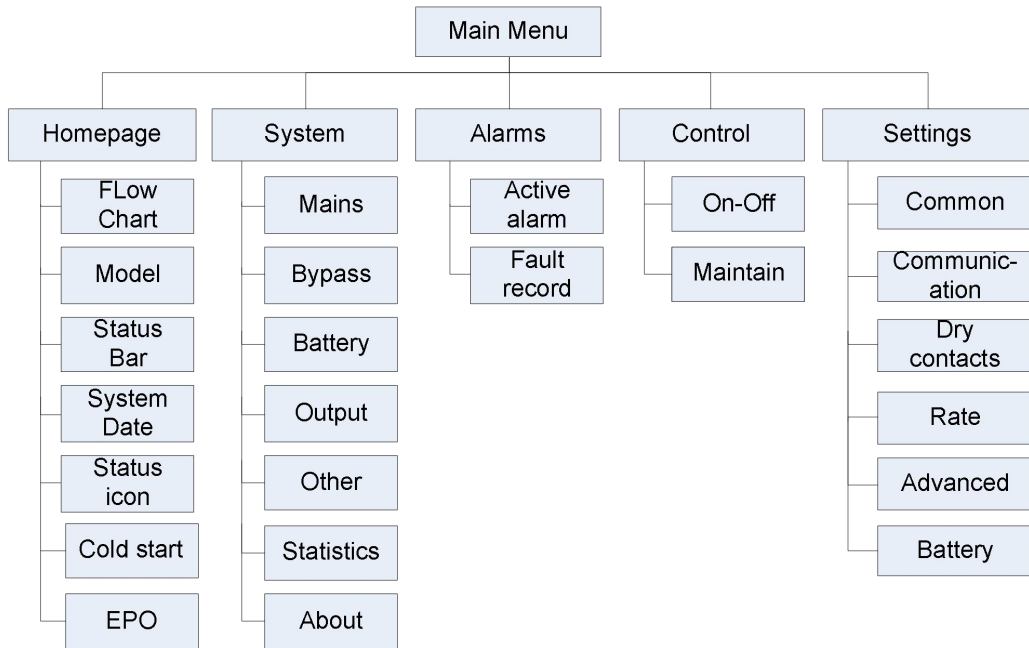 Main Menu
Homepage
System
Alarms
Control
Settings
FLow
Chart
Model
Status
Bar
System
Date
Status
icon
Cold start
EPO
Mains
Bypass
Battery
Output
Other
Statistics
About
Active
alarm
Fault
record
On-Off
Maintain
Common
Communic-
ation
Dry
contacts
Rate
Advanced
Battery